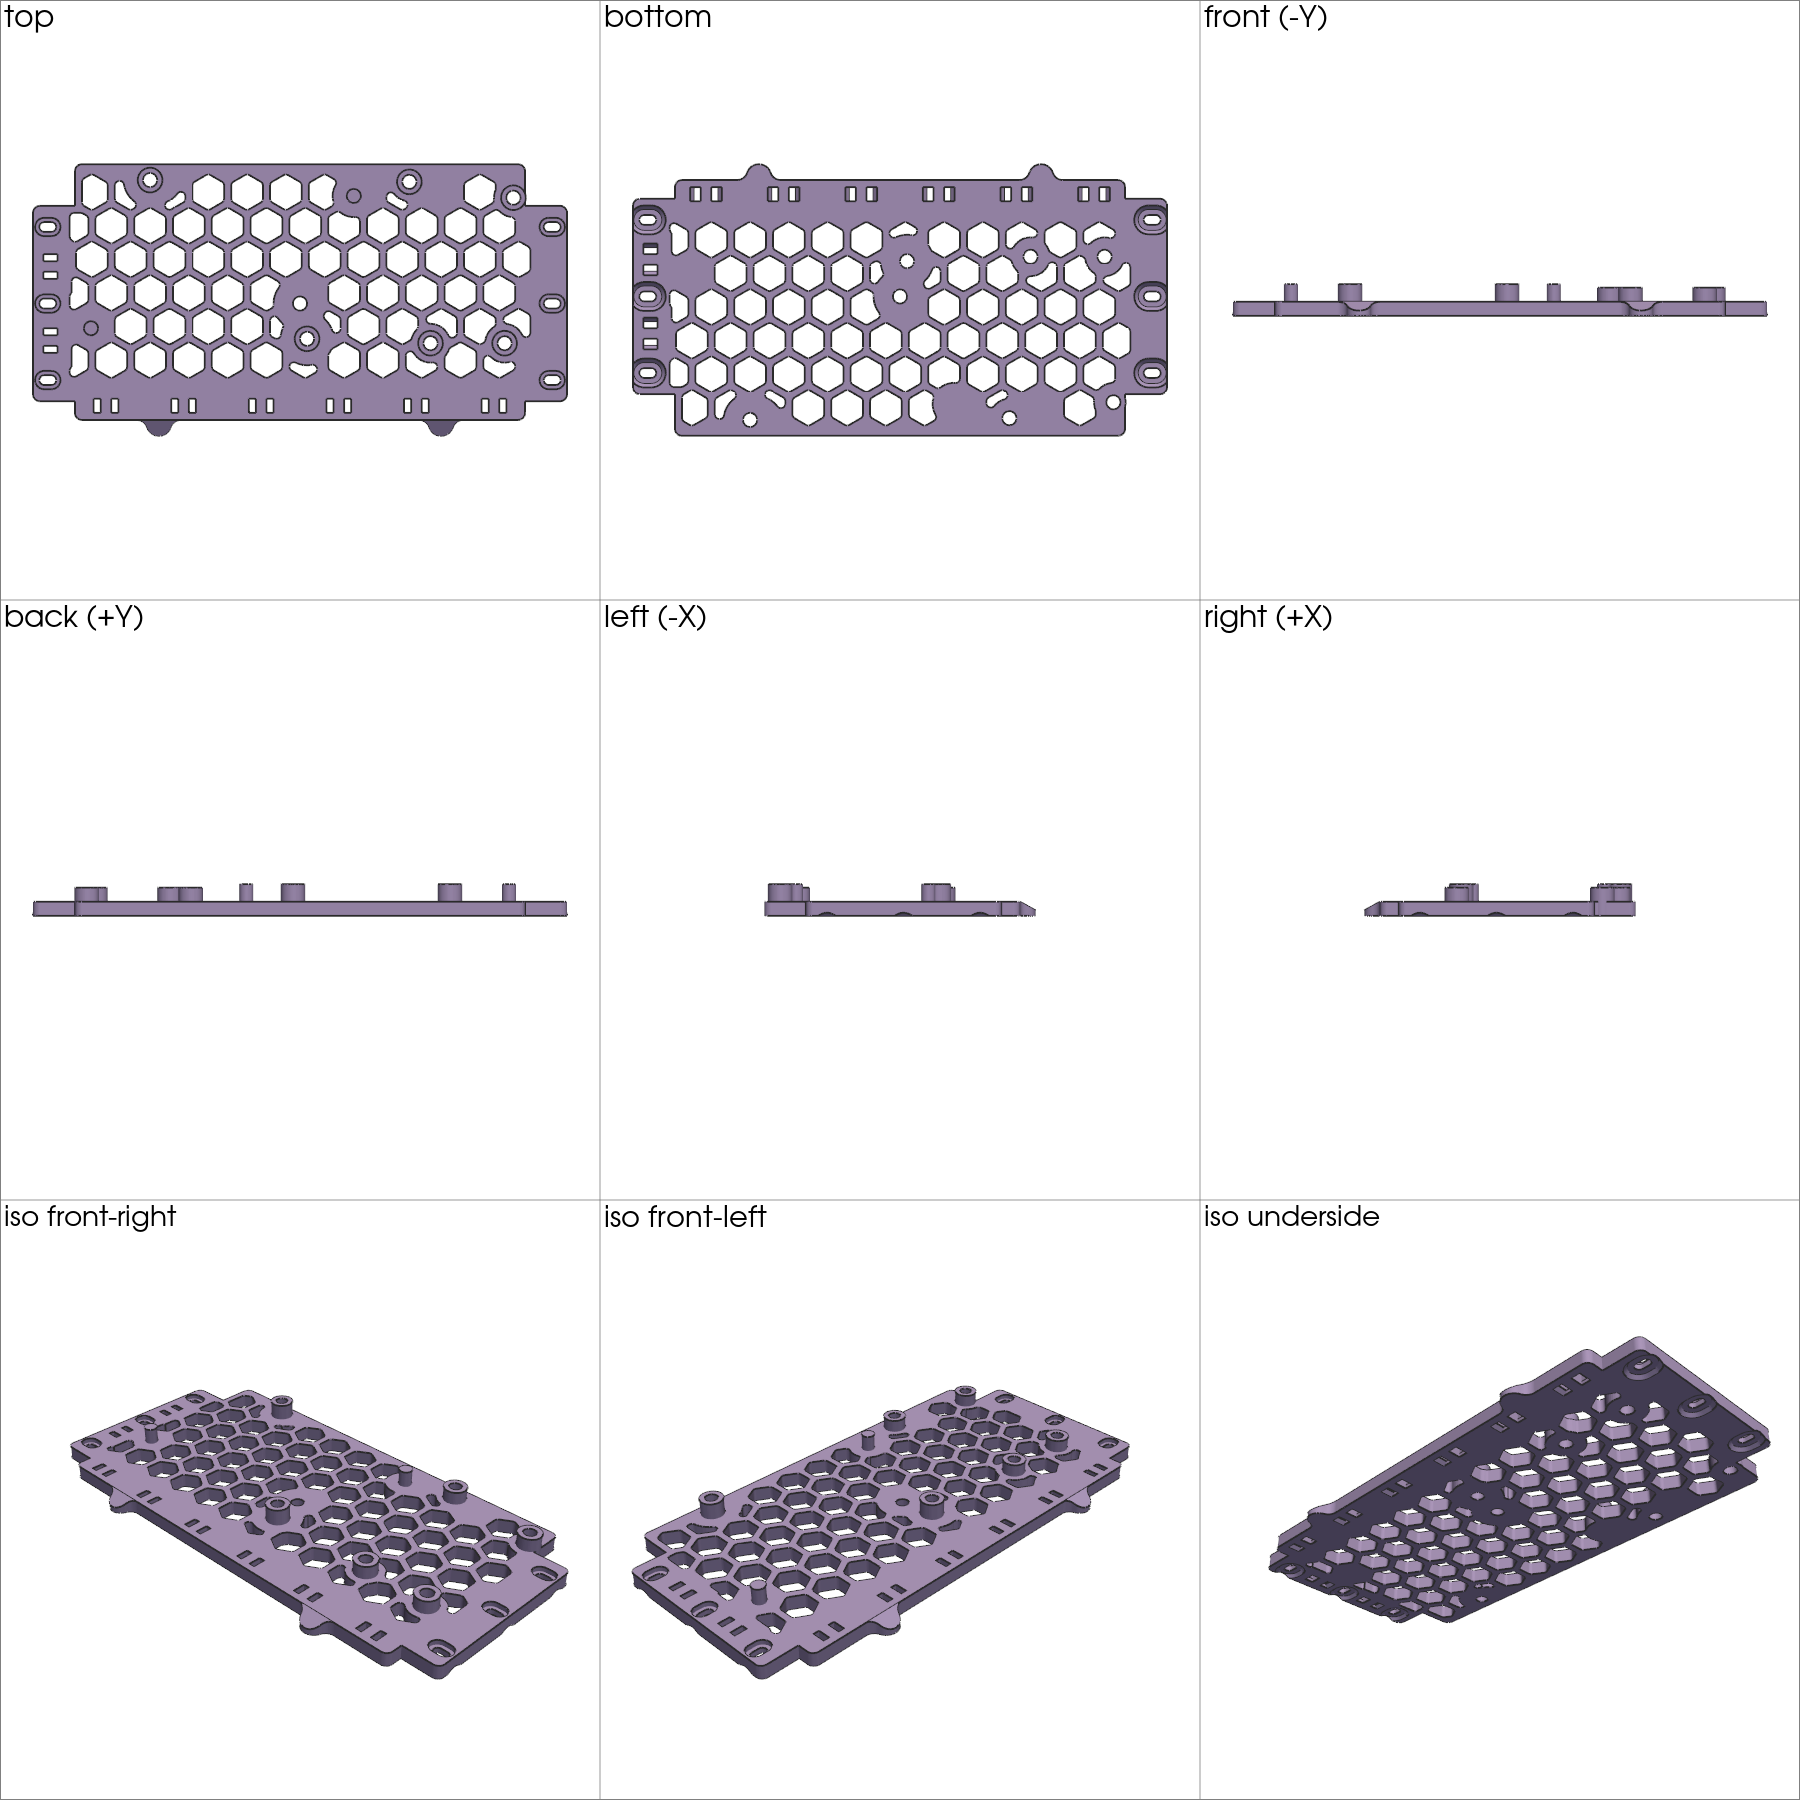 top
bottom
front (-Y)
back (+Y)
left (-X)
right (+X)
iso front-right
iso front-left
iso underside